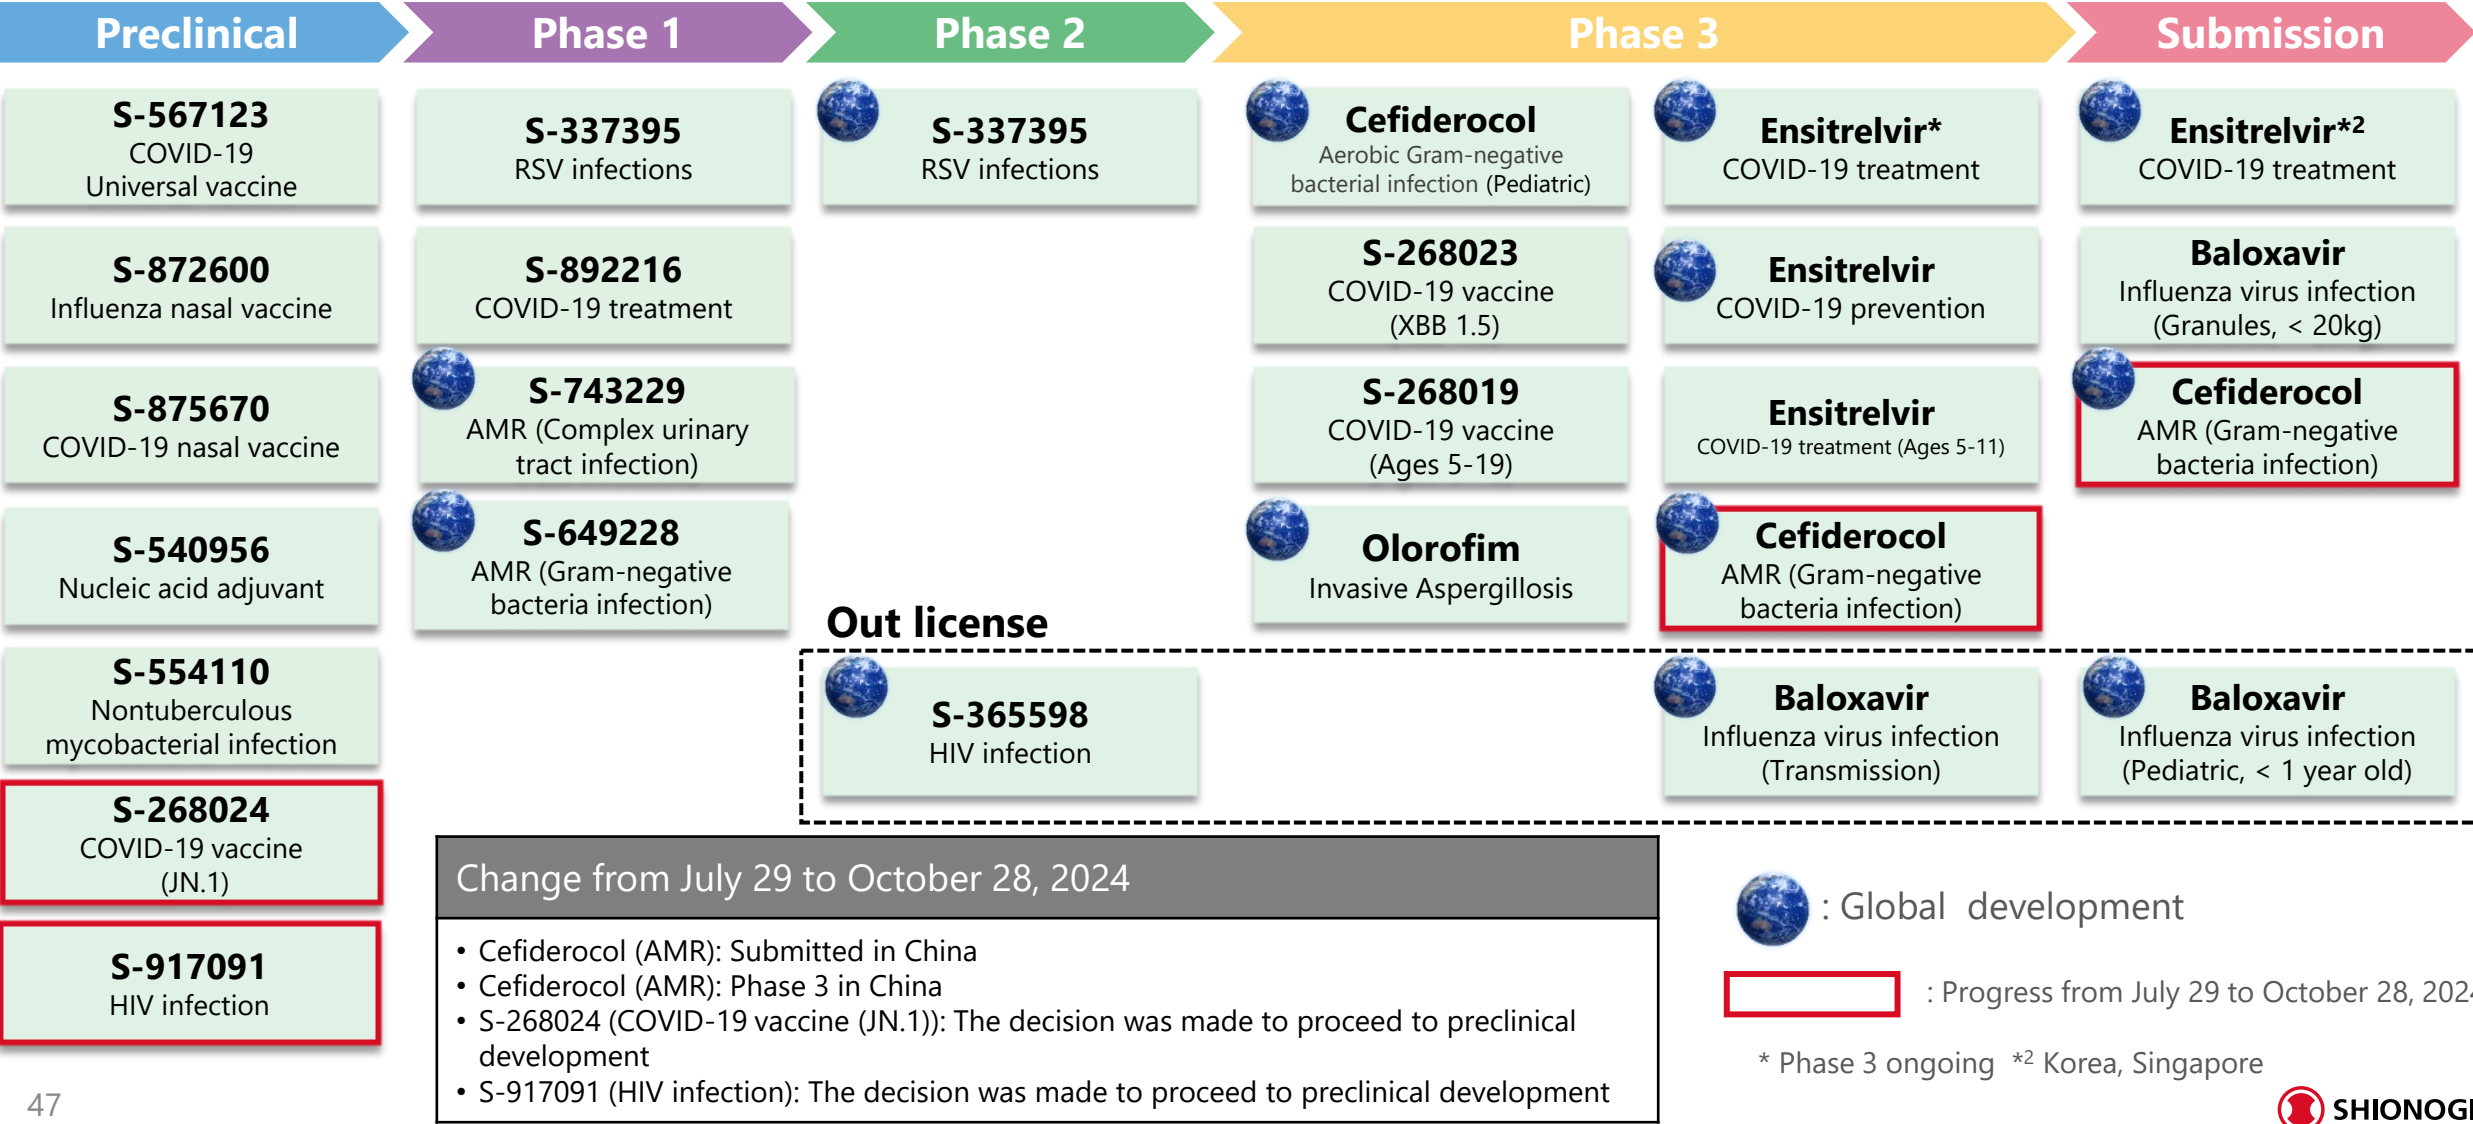 Preclinical
Phase 1
Phase 2
Phase 3
Submission
S-567123
COVID-19
Universal vaccine
S-872600
Influenza nasal vaccine
S-875670
COVID-19 nasal vaccine
S-540956
Nucleic acid adjuvant
S-554110
Nontuberculous
mycobacterial infection
S-268024
COVID-19 vaccine
(JN.1)
S-917091
HIV infection
S-337395
RSV infections
S-892216
COVID-19 treatment
S-743229
AMR (Complex urinary
tract infection)
S-649228
AMR (Gram-negative
bacteria infection)
S-337395
RSV infections
Cefiderocol
Aerobic Gram-negative
bacterial infection (Pediatric)
S-268023
COVID-19 vaccine
(XBB 1.5)
S-268019
COVID-19 vaccine
(Ages 5-19)
Olorofim
Invasive Aspergillosis
Ensitrelvir*
COVID-19 treatment
Ensitrelvir
COVID-19 prevention
Ensitrelvir
COVID-19 treatment (Ages 5-11)
Cefiderocol
AMR (Gram-negative
bacteria infection)
Ensitrelvir*2
COVID-19 treatment
Baloxavir
Influenza virus infection
(Granules, < 20kg)
Cefiderocol
AMR (Gram-negative
bacteria infection)
Out license
S-365598
HIV infection
Baloxavir
Influenza virus infection
(Transmission)
Baloxavir
Influenza virus infection
(Pediatric, < 1 year old)
Change from July 29 to October 28, 2024
• Cefiderocol (AMR): Submitted in China
• Cefiderocol (AMR): Phase 3 in China
• S-268024 (COVID-19 vaccine (JN.1)): The decision was made to proceed to preclinical
development
• S-917091 (HIV infection): The decision was made to proceed to preclinical development
: Global development
: Progress from July 29 to October 28, 2024
* Phase 3 ongoing *2 Korea, Singapore
47
SHIONOGI